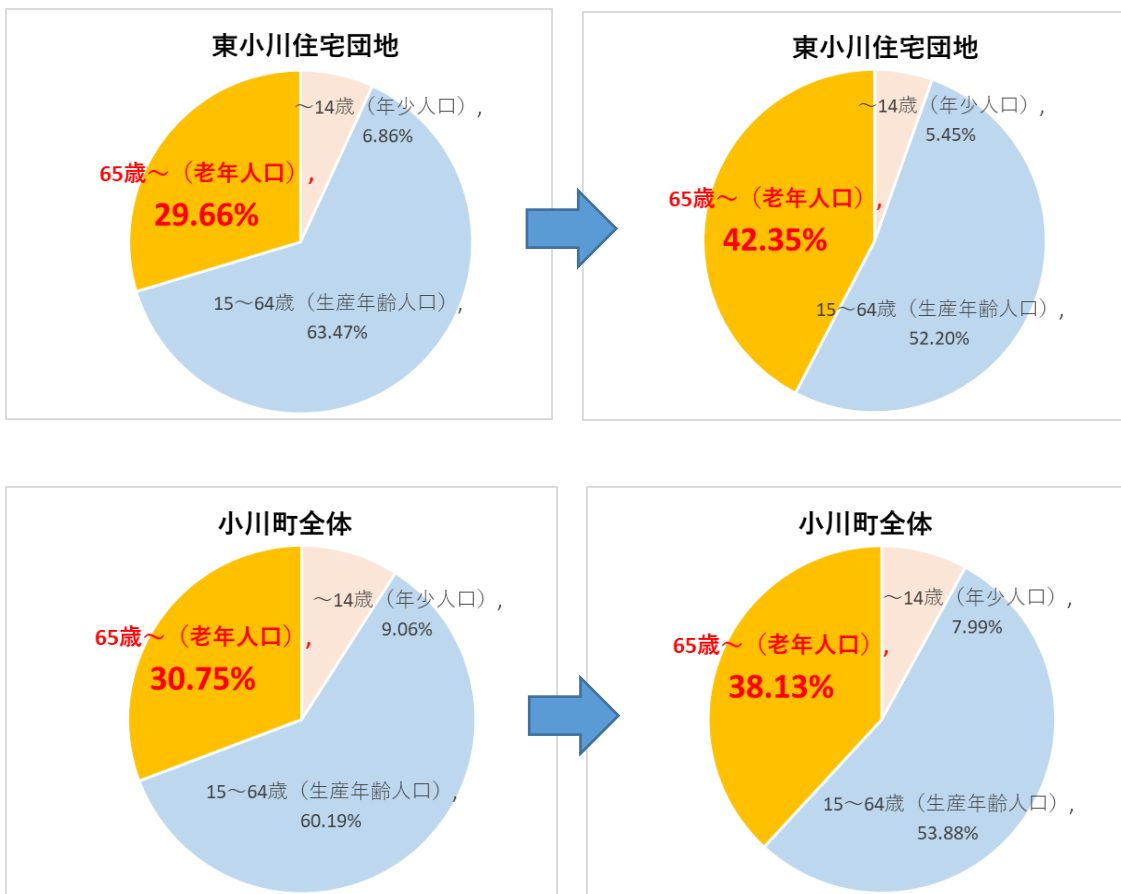 東小川住宅団地
～14歳（年少人口）,
6.86%
65歳～（老年人口）,
29.66%
15～64歳（生産年齢人口）,
63.47%
東小川住宅団地
～14歳（年少人口）,
5.45%
65歳～（老年人口）,
42.35%
15～64歳（生産年齢人口）,
52.20%
小川町全体
～14歳（年少人口）,
9.06%
65歳～（老年人口）,
30.75%
15～64歳（生産年齢人口）,
60.19%
小川町全体
～14歳（年少人口）,
7.99%
65歳～（老年人口）,
38.13%
15～64歳（生産年齢人口）,
53.88%